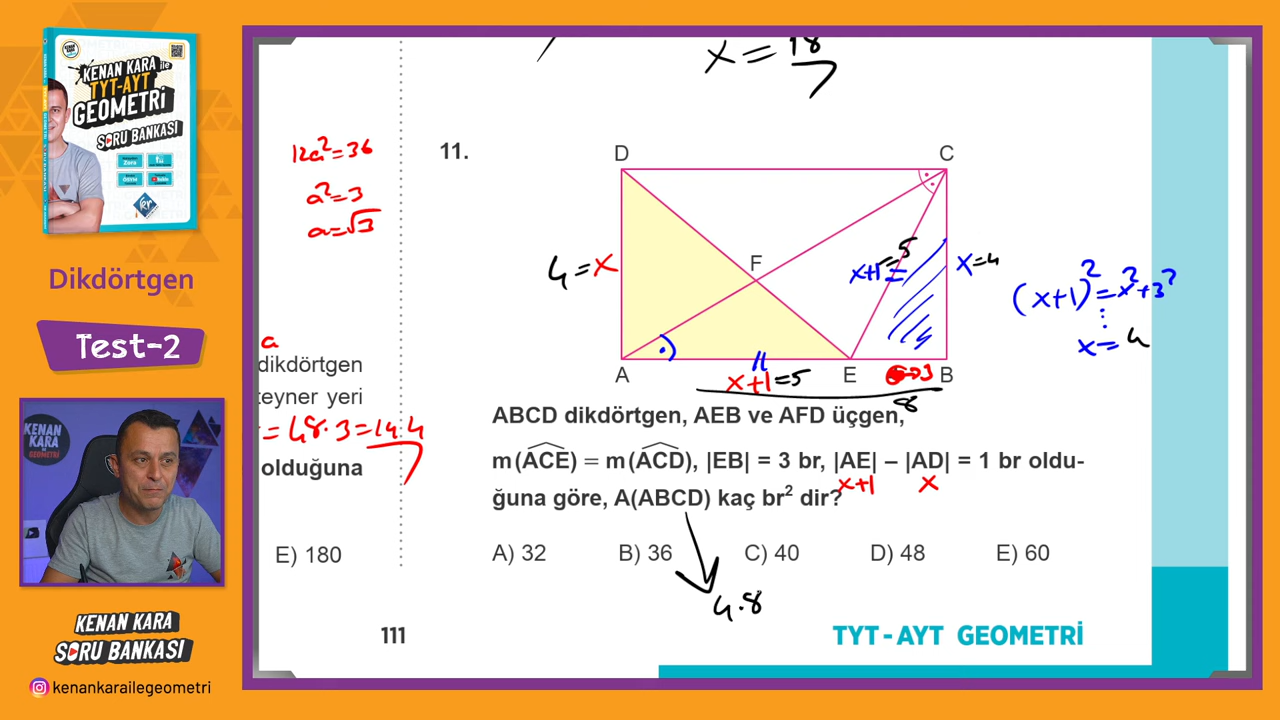 KENAN KARA ile
TYT-AYT
GEOMETRİ
SORU BANKASI
Dikdörtgen
Test-2
KENAN
KARA
GEOMETRİ
KENAN KARA
SORU BANKASI
kenankarailegeometri
12a²=36
a²=3
a=√3
a
dikdörtgen
teyner yeri
= 48.3=144
olduğuna
E) 180
111
x = 18/7
11.
D
C
4=x
F
x+1=5
x=4
A
x+1=5
E
3
B
8
(x+1)²=x²+3²
x=4
ABCD dikdörtgen, AEB ve AFD üçgen,
m(ACE) = m(ACD), |EB| = 3 br, |AE| – |AD| = 1 br oldu-
x+1
x
ğuna göre, A(ABCD) kaç br² dir?
A) 32
B) 36
C) 40
D) 48
E) 60
4.8
TYT - AYT GEOMETRİ